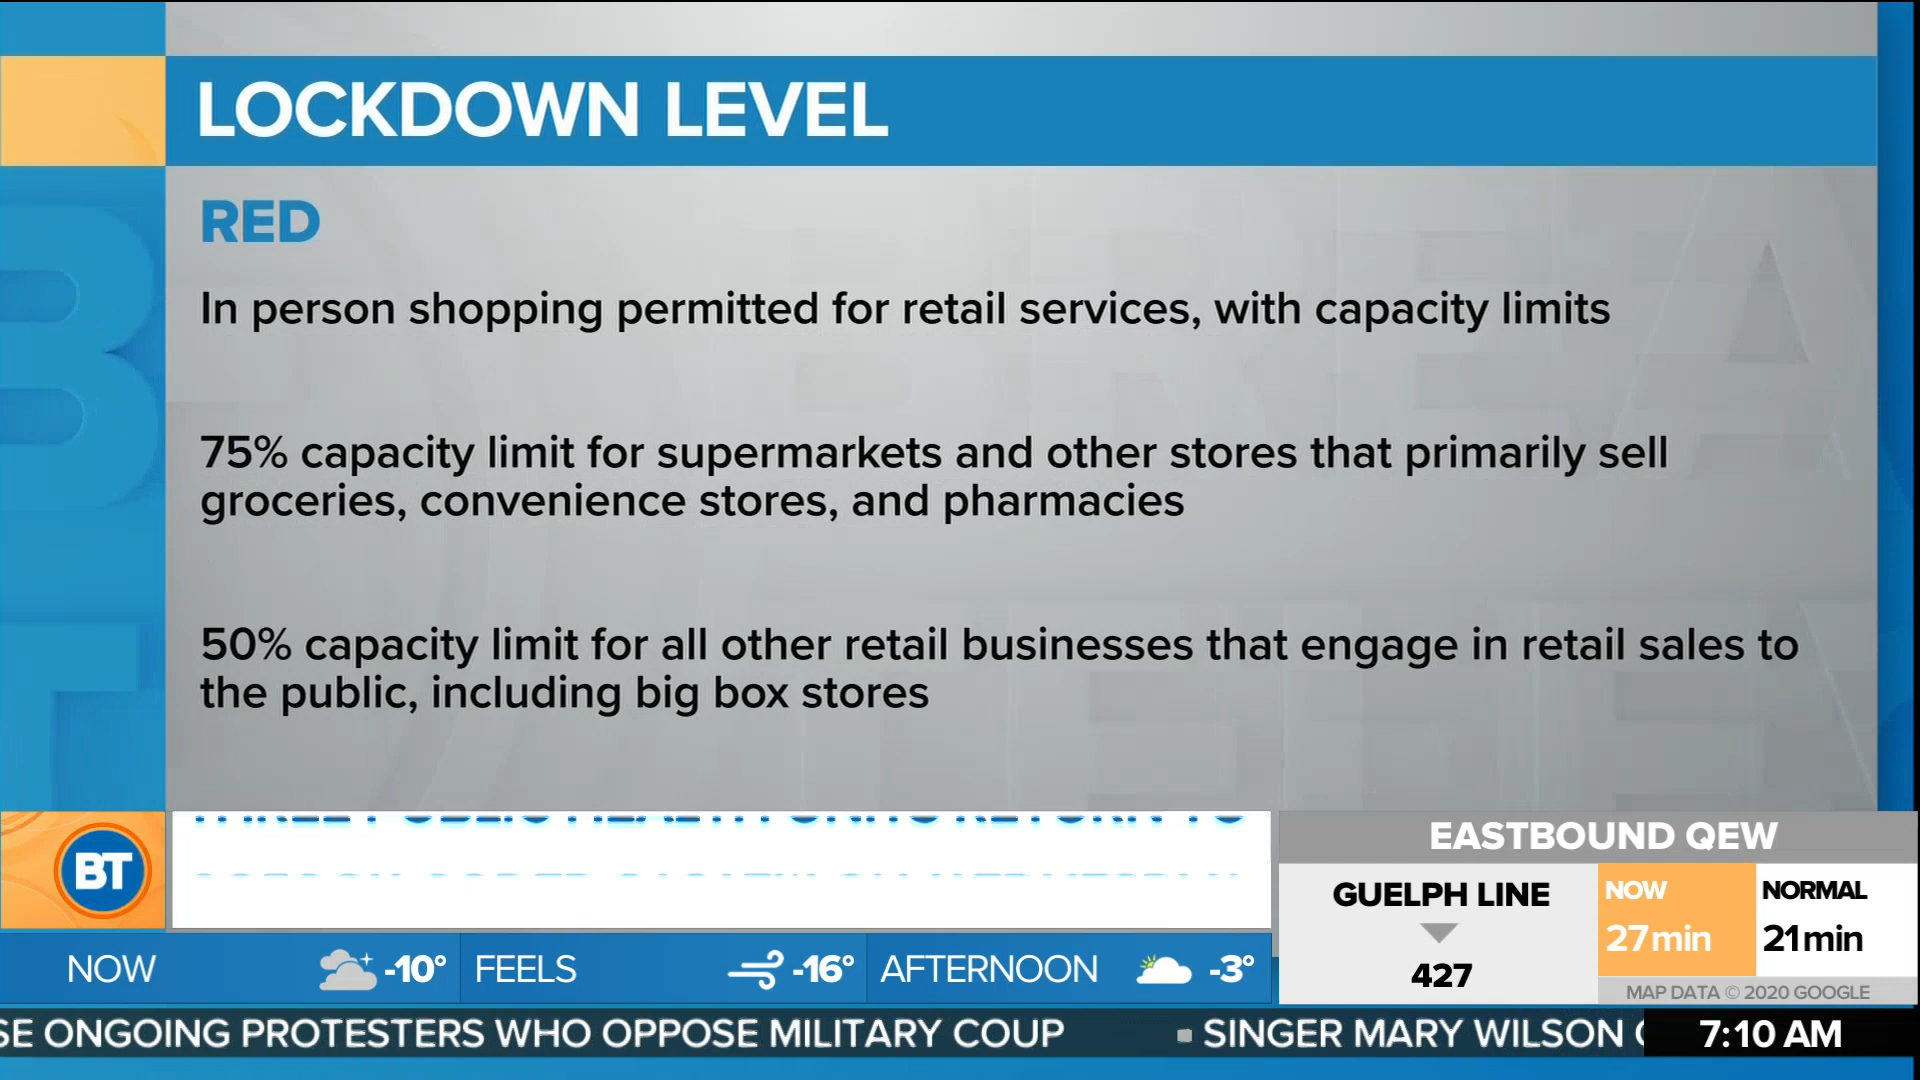 LOCKDOWN LEVEL
RED
In person shopping permitted for retail services, with capacity limits
75% capacity limit for supermarkets and other stores that primarily sell
groceries, convenience stores, and pharmacies
50% capacity limit for all other retail businesses that engage in retail sales to
the public, including big box stores
BT
EASTBOUND QEW
GUELPH LINE
427
NOW
27min
NORMAL
21min
MAP DATA © 2020 GOOGLE
NOW -10° FEELS -16° AFTERNOON -3°
ONGOING PROTESTERS WHO OPPOSE MILITARY COUP ▪ SINGER MARY WILSON
7:10 AM